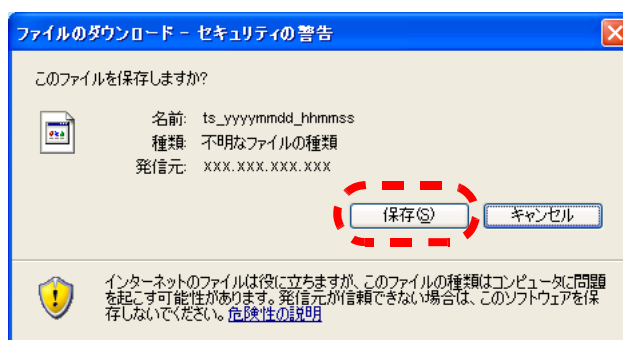 ファイルのダウンロード - セキュリティの警告
このファイルを保存しますか?
名前: ts_yyyymmdd_hhmmss
種類: 不明なファイルの種類
発信元: xxx.xxx.xxx.xxx
保存(S) キャンセル
インターネットのファイルは役に立ちますが、このファイルの種類はコンピュータに問題
を起こす可能性があります。発信元が信頼できない場合は、このソフトウェアを保
存しないでください。危険性の説明